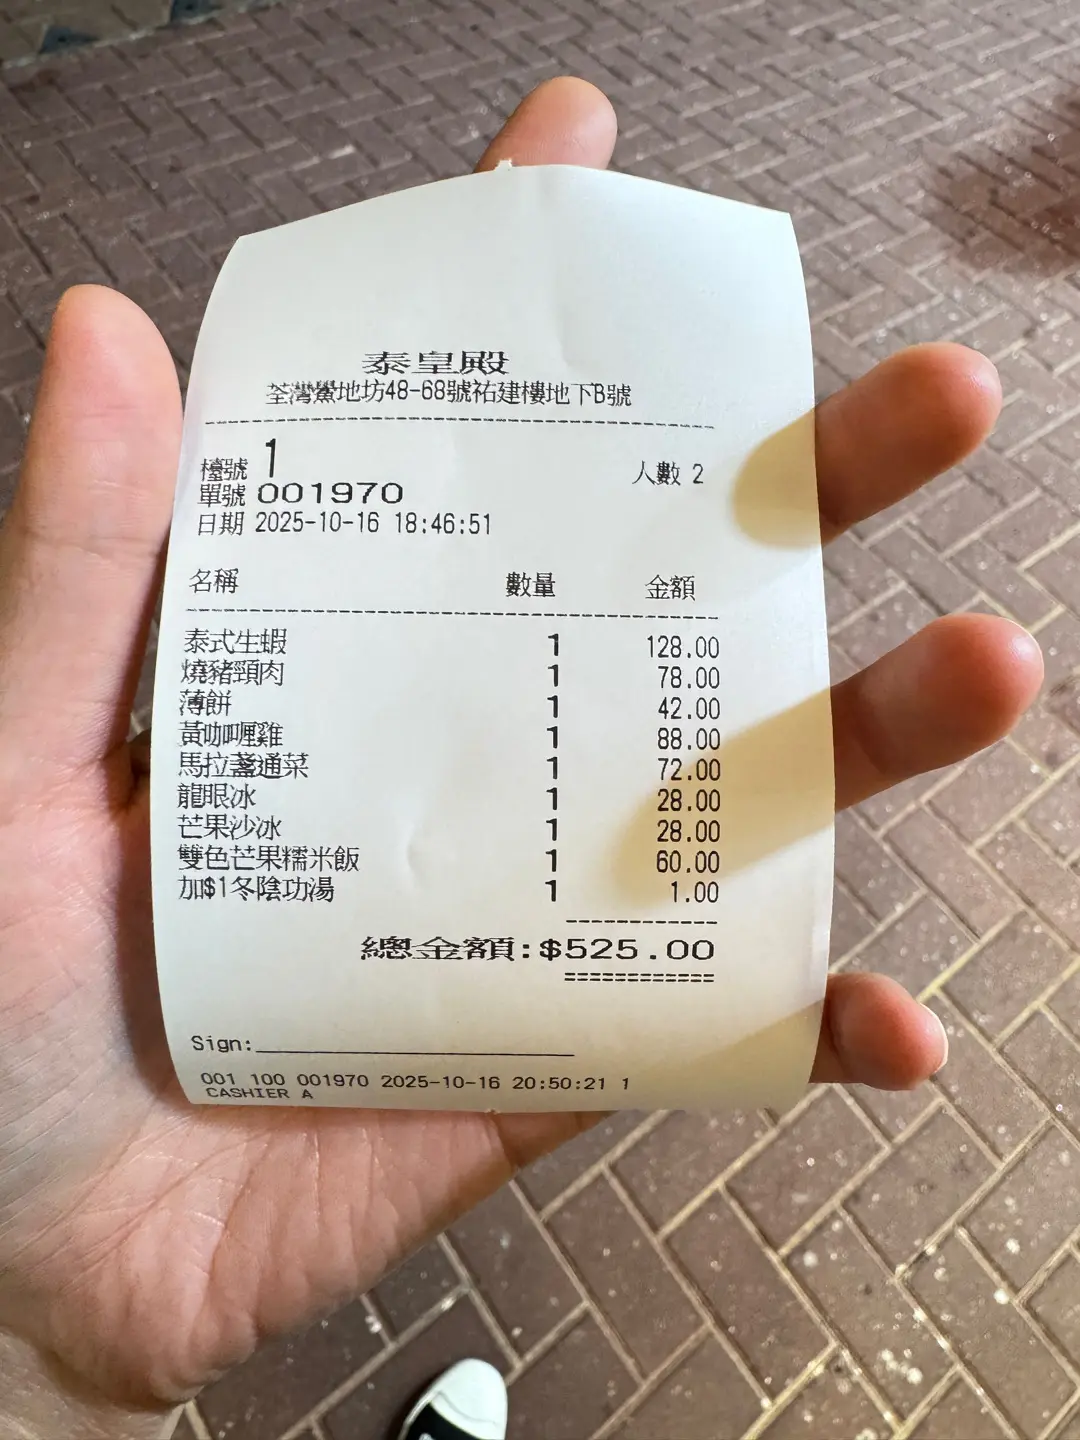 泰皇殿
荃灣鱟地坊48-68號祐建樓地下B號
檯號 1
人數 2
單號 001970
日期 2025-10-16 18:46:51
名稱 數量 金額
泰式生蝦 1 128.00
燒豬頸肉 1 78.00
薄餅 1 42.00
黃咖喱雞 1 88.00
馬拉盞通菜 1 72.00
龍眼冰 1 28.00
芒果沙冰 1 28.00
雙色芒果糯米飯 1 60.00
加$1冬陰功湯 1 1.00
總金額:$525.00
Sign:
001 100 001970 2025-10-16 20:50:21 1
CASHIER A